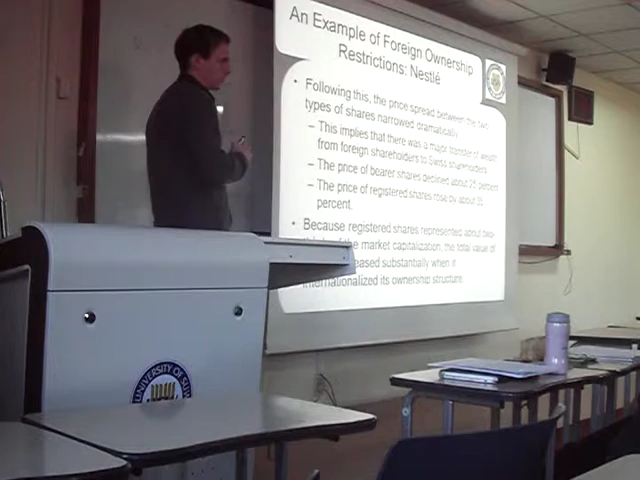 An Example of Foreign Ownership
Restrictions: Nestlé
• Following this, the price spread between the two
types of shares narrowed dramatically.
– This implies that there was a major transfer of wealth
from foreign shareholders to Swiss shareholders.
– The price of bearer shares declined about 25 percent.
– The price of registered shares rose by about 35
percent.
• Because registered shares represented about two-
of the market capitalization, the total value of
substantially when it
internationalized its ownership structure.
UNIVERSITY OF